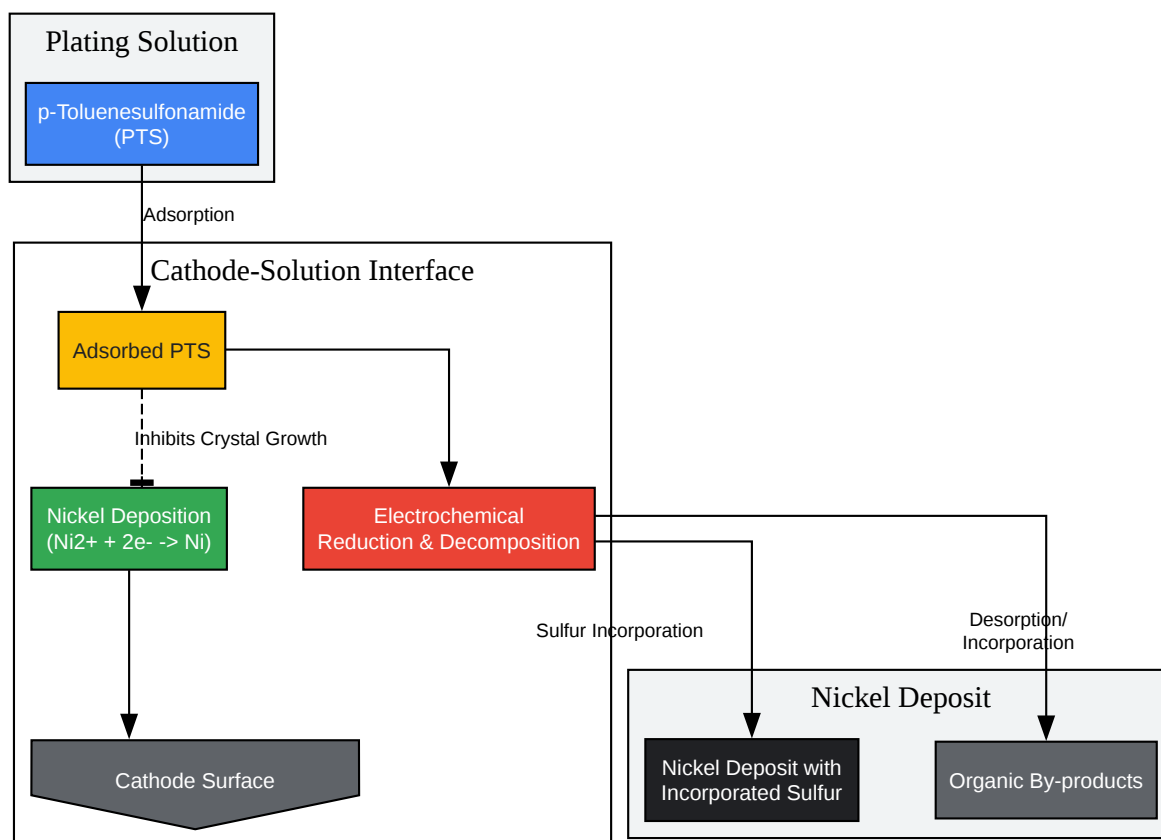 Plating Solution
p-Toluenesulfonamide
(PTS)
Adsorption
Cathode-Solution Interface
Adsorbed PTS
Inhibits Crystal Growth
Nickel Deposition
(Ni2+ + 2e- -> Ni)
Electrochemical
Reduction & Decomposition
Sulfur Incorporation
Desorption/
Incorporation
Nickel Deposit
Cathode Surface
Nickel Deposit with
Incorporated Sulfur
Organic By-products